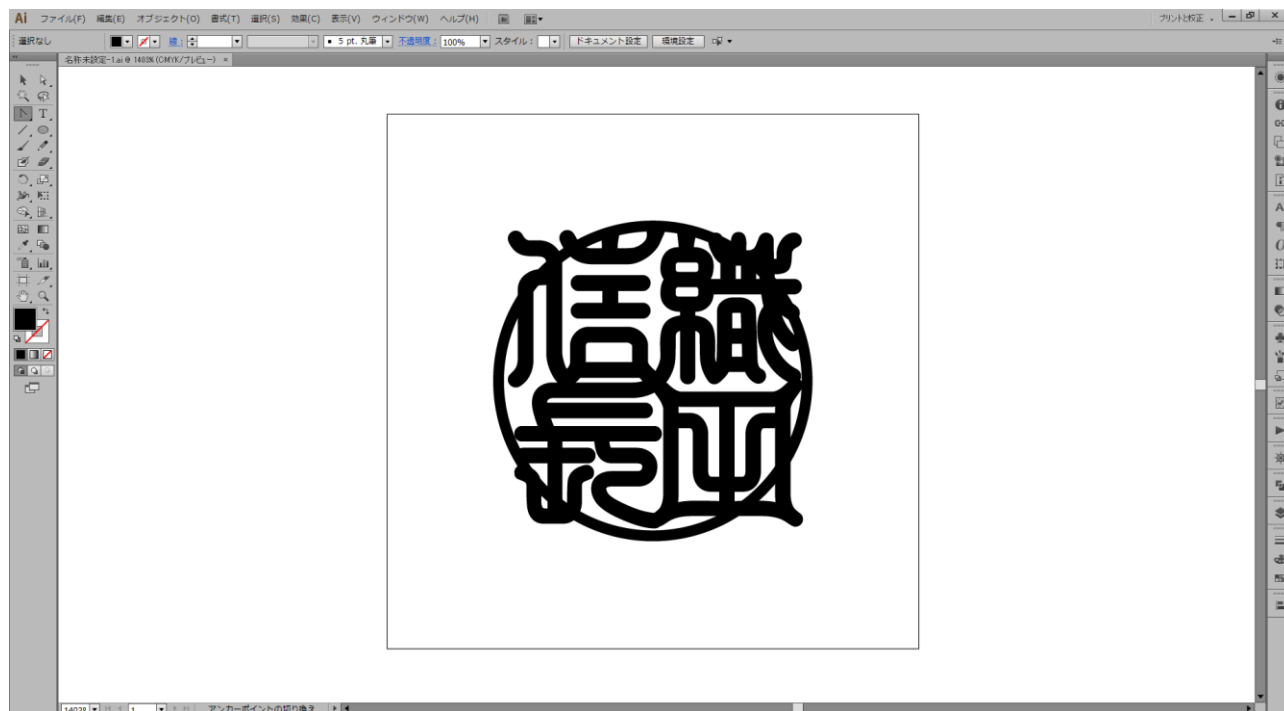 Ai ファイル(F) 編集(E) オブジェクト(O) 書式(T) 選択(S) 効果(C) 表示(V) ウィンドウ(W) ヘルプ(H) Br プリントと校正
選択なし 線: 5 pt. 丸筆 不透明度: 100% スタイル: ドキュメント設定 環境設定
名称未設定-1.ai @ 1403% (CMYK/プレビュー) ×
織田
信長
1403% 1 アンカーポイントの切り換え